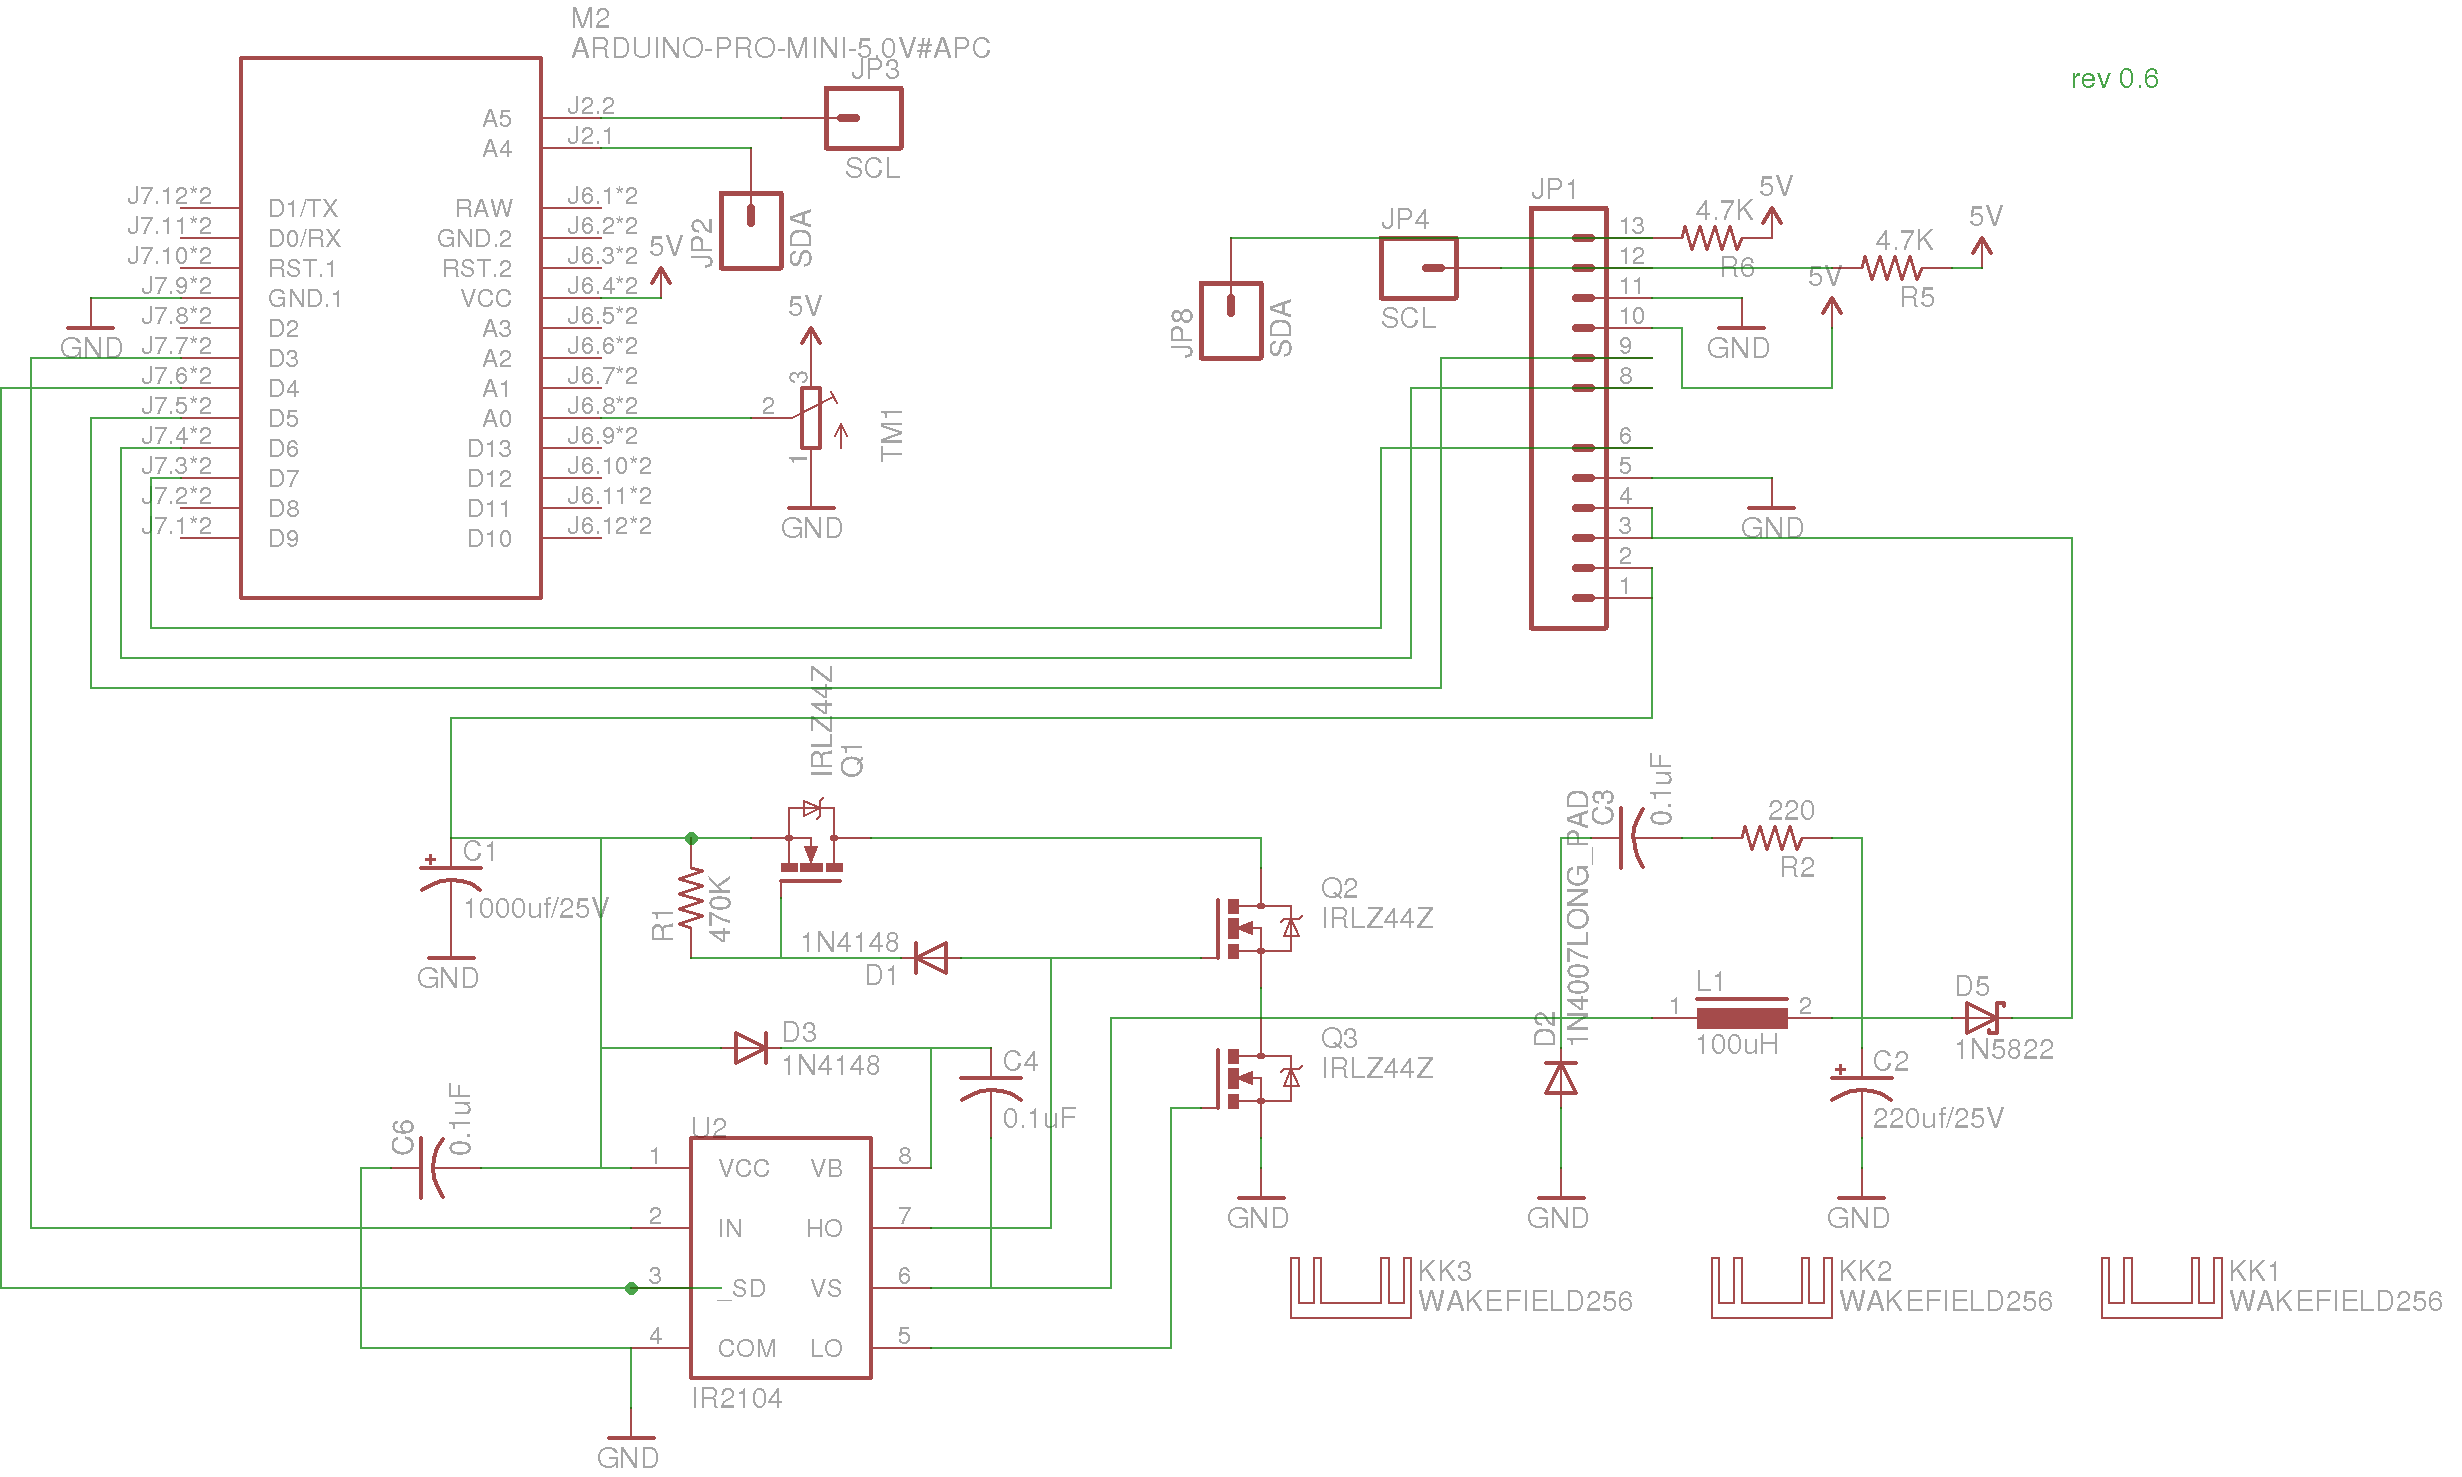 M2
ARDUINO-PRO-MINI-5.0V#APC
JP3
rev 0.6
A5
J2.2
A4
J2.1
SCL
JP2
SDA
J7.12*2
D1/TX
RAW
J6.1*2
J7.11*2
D0/RX
GND.2
J6.2*2
J7.10*2
RST.1
RST.2
J6.3*2
5V
J7.9*2
GND.1
VCC
J6.4*2
J7.8*2
D2
A3
J6.5*2
GND
J7.7*2
D3
A2
J6.6*2
J7.6*2
D4
A1
J6.7*2
J7.5*2
D5
A0
J6.8*2
J7.4*2
D6
D13
J6.9*2
J7.3*2
D7
D12
J6.10*2
J7.2*2
D8
D11
J6.11*2
J7.1*2
D9
D10
J6.12*2
5V
3
2
1
TM1
GND
JP1
JP4
SCL
JP8
SDA
13
12
11
10
9
8
6
5
4
3
2
1
4.7K
R6
5V
4.7K
R5
5V
5V
GND
GND
IRLZ44Z
Q1
C1
1000uf/25V
GND
R1
470K
1N4148
D1
Q2
IRLZ44Z
D3
1N4148
C4
0.1uF
Q3
IRLZ44Z
GND
C3
0.1uF
220
R2
D2
1N4007LONG_PAD
GND
L1
1
2
100uH
D5
1N5822
C2
220uf/25V
GND
C6
0.1uF
U2
1
VCC
VB
8
2
IN
HO
7
3
_SD
VS
6
4
COM
LO
5
IR2104
GND
KK3
WAKEFIELD256
KK2
WAKEFIELD256
KK1
WAKEFIELD256